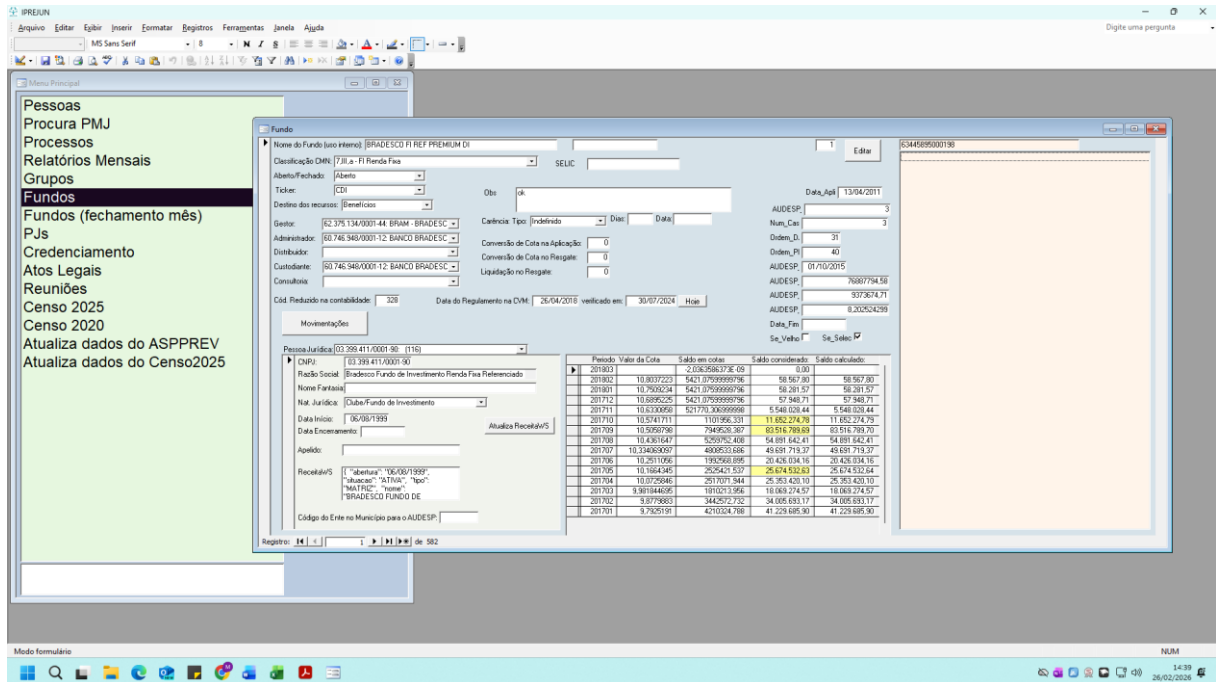 IPREJUN
Arquivo Editar Exibir Inserir Formatar Registros Ferramentas Janela Ajuda Digite uma pergunta
MS Sans Serif 8 N I S
Menu Principal
Pessoas
Procura PMJ
Processos
Relatórios Mensais
Grupos
Fundos
Fundos (fechamento mês)
PJs
Credenciamento
Atos Legais
Reuniões
Censo 2025
Censo 2020
Atualiza dados do ASPPREV
Atualiza dados do Censo2025
Fundo
Nome do Fundo (uso interno): BRADESCO FI REF PREMIUM DI 1 Editar 63445895000198
Classificação CMN: 7,III,a - FI Renda Fixa SELIC
Aberto/Fechado: Aberto
Ticker: CDI Obs ok. Data_Apli 13/04/2011
Destino dos recursos: Benefícios AUDESP_ 3
Gestor: 62.375.134/0001-44: BRAM - BRADESC Carência: Tipo: Indefinido Dias: Data: Num_Cas 3
Administrador: 60.746.948/0001-12: BANCO BRADESC Conversão de Cota na Aplicação: 0 Ordem_D. 31
Distribuidor: Conversão de Cota no Resgate: 0 Ordem_Pl 40
Custodiante: 60.746.948/0001-12: BANCO BRADESC Liquidação no Resgate: 0 AUDESP_ 01/10/2015
Consultoria: AUDESP_ 76887794,58
AUDESP_ 9373674,71
Cód. Reduzido na contabilidade: 328 Data do Regulamento na CVM: 26/04/2018 verificado em: 30/07/2024 Hoje
AUDESP_ 8,202524299
Movimentações Data_Fim
Se_Velho Se_Selec
Pessoa Jurídica: 03.399.411/0001-90: (116)
CNPJ: 03.399.411/0001-90
Razão Social: Bradesco Fundo de Investimento Renda Fixa Referenciado
Nome Fantasia:
Nat. Jurídica: Clube/Fundo de Investimento
Data Início: 06/08/1999
Data Encerramento: Atualiza ReceitaWS
Apelido:
ReceitaWS { "abertura": "06/08/1999",
"situacao": "ATIVA", "tipo":
"MATRIZ", "nome":
"BRADESCO FUNDO DE
Código do Ente no Município para o AUDESP:
Período Valor da Cota Saldo em cotas Saldo considerado: Saldo calculado:
201803 -2,0363586373E-09 0,00
201802 10,8037223 5421,07599999796 58.567,80 58.567,80
201801 10,7509234 5421,07599999796 58.281,57 58.281,57
201712 10,6895225 5421,07599999796 57.948,71 57.948,71
201711 10,6330858 521770,306999998 5.548.028,44 5.548.028,44
201710 10,5741711 1101956,331 11.652.274,78 11.652.274,79
201709 10,5058798 7949528,387 83.516.789,69 83.516.789,70
201708 10,4361647 5259752,408 54.891.642,41 54.891.642,41
201707 10,334069097 4808533,686 49.691.719,37 49.691.719,37
201706 10,2511056 1992568,895 20.426.034,16 20.426.034,16
201705 10,1664345 2525421,537 25.674.532,63 25.674.532,64
201704 10,0725846 2517071,944 25.353.420,10 25.353.420,10
201703 9,981844695 1810213,956 18.069.274,57 18.069.274,57
201702 9,8779883 3442572,732 34.005.693,17 34.005.693,17
201701 9,7925191 4210324,788 41.229.685,90 41.229.685,90
Registro: 1 de 582
Modo formulário NUM
14:39
26/02/2026